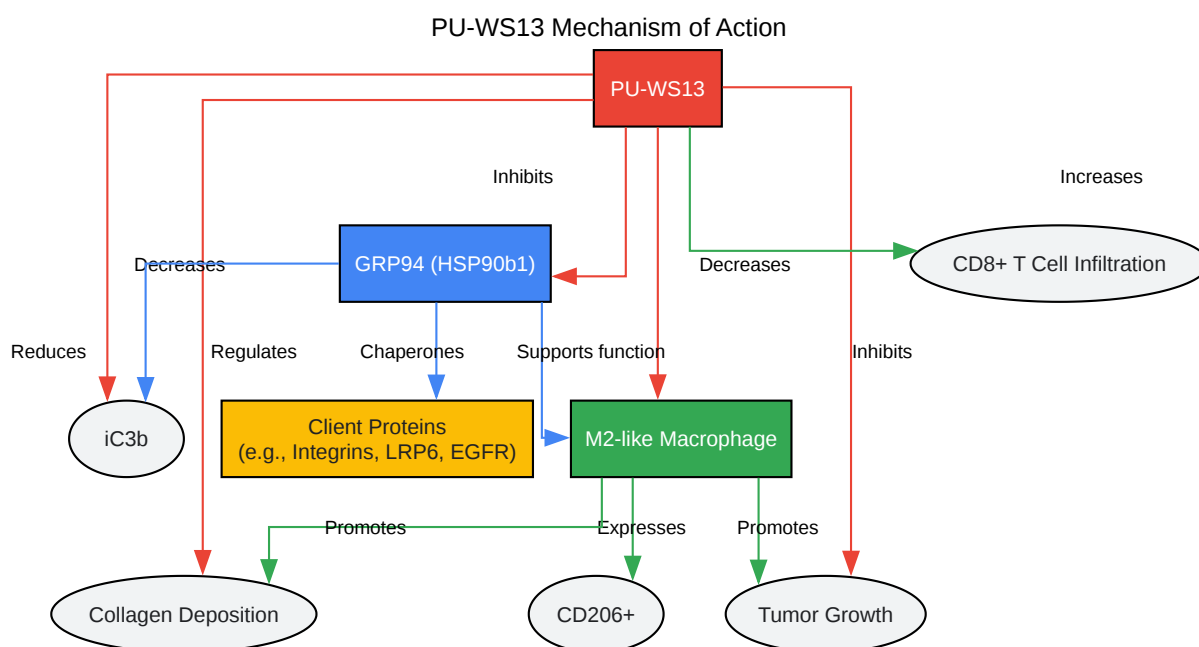 PU-WS13 Mechanism of Action
PU-WS13
Inhibits
Increases
GRP94 (HSP90b1)
Decreases
Decreases
CD8+ T Cell Infiltration
Reduces
Regulates
Chaperones
Supports function
Inhibits
iC3b
Client Proteins
(e.g., Integrins, LRP6, EGFR)
M2-like Macrophage
Promotes
Expresses
Promotes
Collagen Deposition
CD206+
Tumor Growth